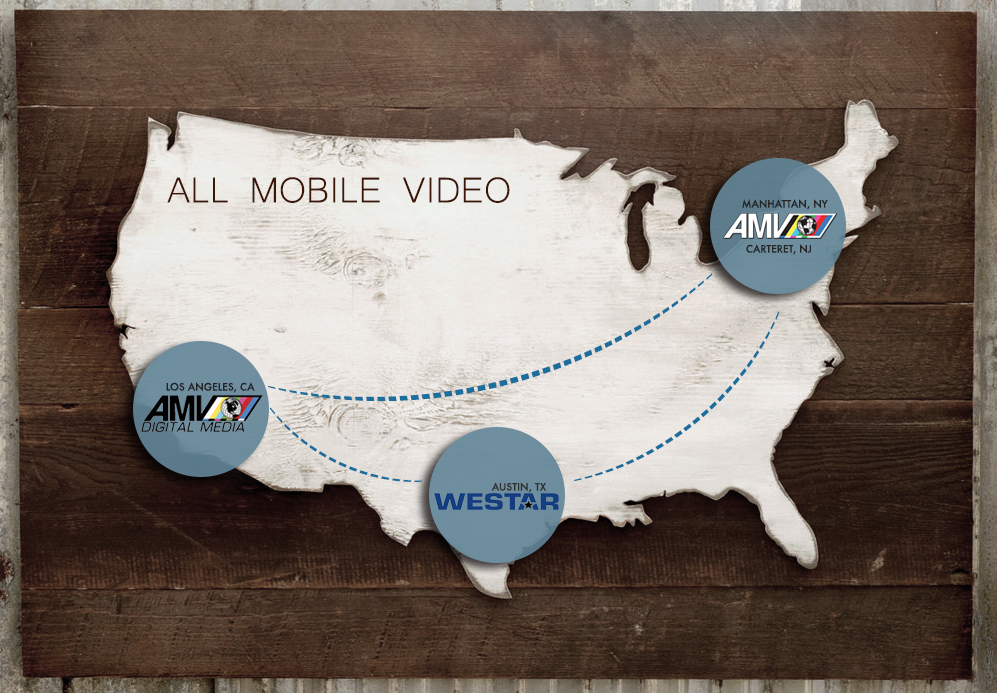 ALL MOBILE VIDEO
MANHATTAN, NY
AMV
CARTERET, NJ
LOS ANGELES, CA
AMV
DIGITAL MEDIA
AUSTIN, TX
WESTAR